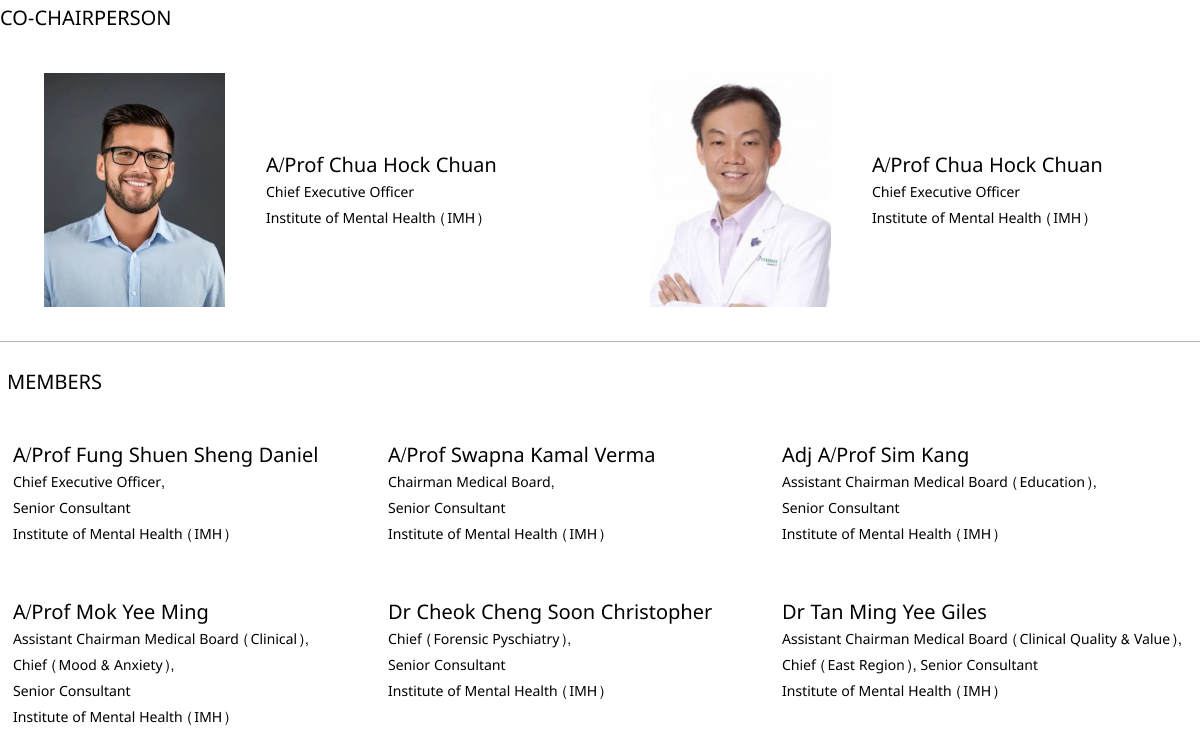 CO-CHAIRPERSON
A/Prof Chua Hock Chuan
Chief Executive Officer
Institute of Mental Health (IMH)
A/Prof Chua Hock Chuan
Chief Executive Officer
Institute of Mental Health (IMH)
MEMBERS
A/Prof Fung Shuen Sheng Daniel
Chief Executive Officer,
Senior Consultant
Institute of Mental Health (IMH)
A/Prof Swapna Kamal Verma
Chairman Medical Board,
Senior Consultant
Institute of Mental Health (IMH)
Adj A/Prof Sim Kang
Assistant Chairman Medical Board (Education),
Senior Consultant
Institute of Mental Health (IMH)
A/Prof Mok Yee Ming
Assistant Chairman Medical Board (Clinical),
Chief (Mood & Anxiety),
Senior Consultant
Institute of Mental Health (IMH)
Dr Cheok Cheng Soon Christopher
Chief (Forensic Pyschiatry),
Senior Consultant
Institute of Mental Health (IMH)
Dr Tan Ming Yee Giles
Assistant Chairman Medical Board (Clinical Quality & Value),
Chief (East Region), Senior Consultant
Institute of Mental Health (IMH)